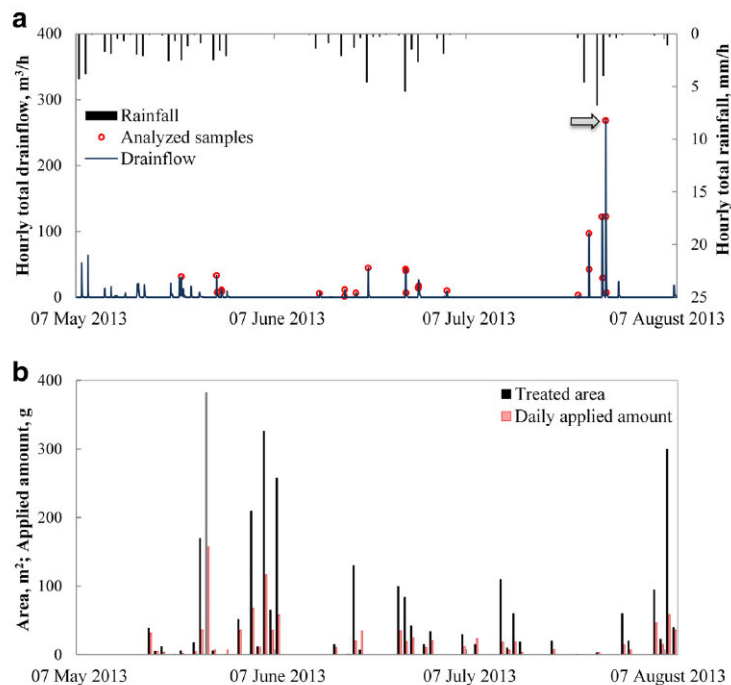 a
400
300
200
100
0
Hourly total drainflow, m³/h
Rainfall
Analyzed samples
Drainflow
0
5
10
15
20
25
Hourly total rainfall, mm/h
07 May 2013
07 June 2013
07 July 2013
07 August 2013
b
400
300
200
100
0
Area, m²; Applied amount, g
Treated area
Daily applied amount
07 May 2013
07 June 2013
07 July 2013
07 August 2013